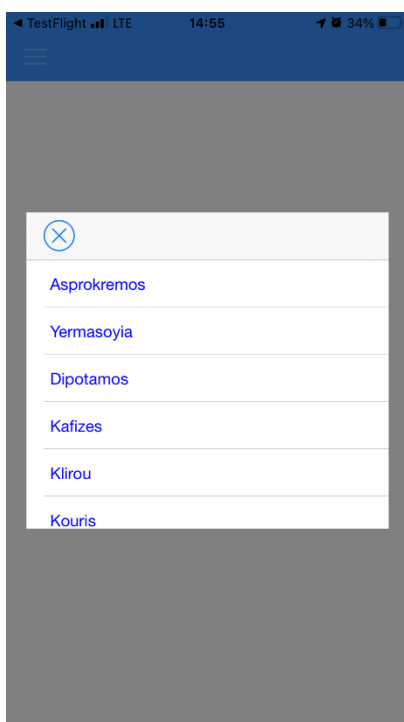 TestFlight LTE 14:55 34%
Asprokremos
Yermasoyia
Dipotamos
Kafizes
Klirou
Kouris